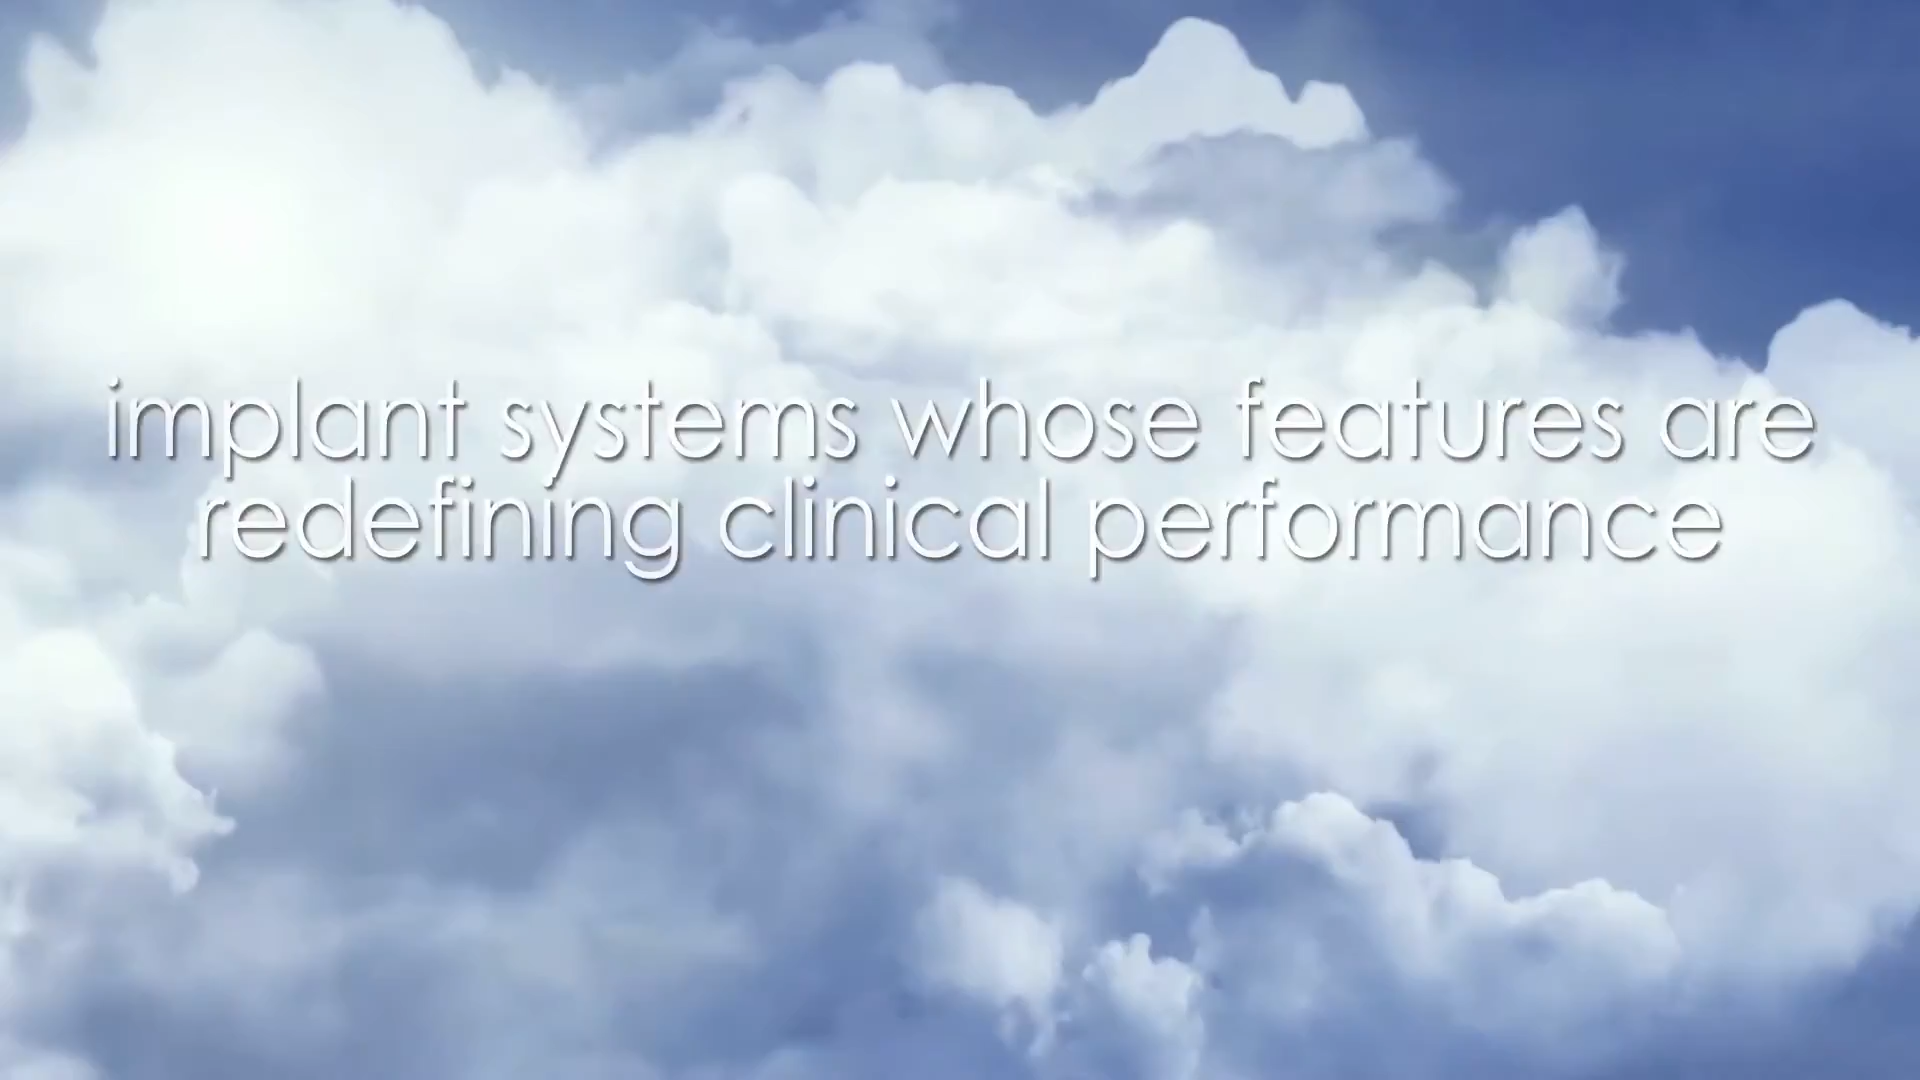 implant systems whose features are
redefining clinical performance